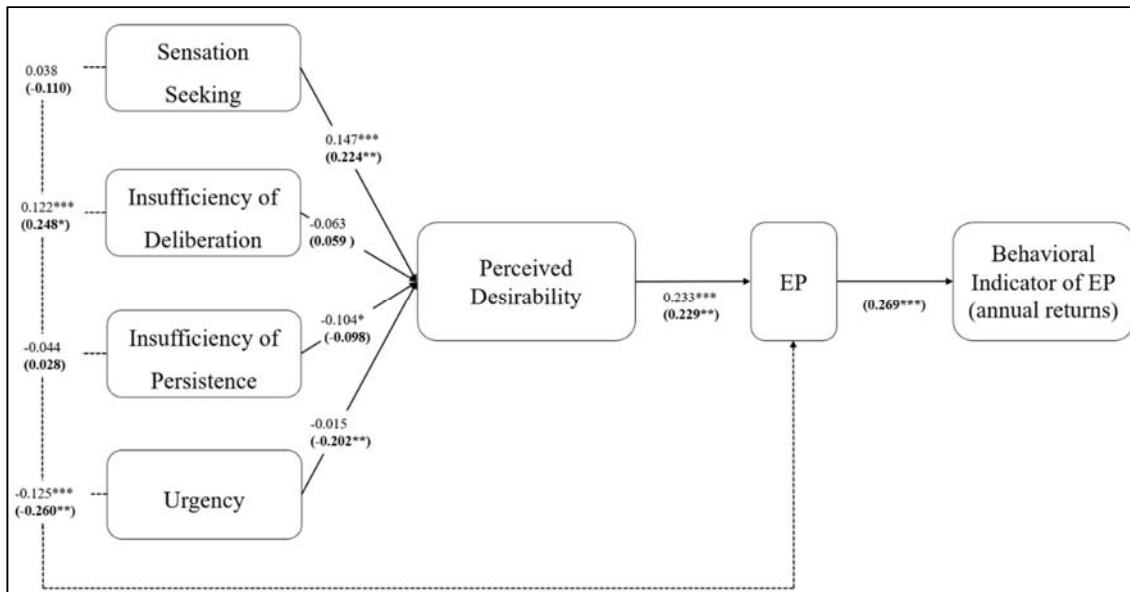 Sensation
Seeking
0.038
(-0.110)
0.147***
(0.224**)
Insufficiency of
Deliberation
0.122***
(0.248*)
-0.063
(0.059 )
Perceived
Desirability
0.233***
(0.229**)
EP
(0.269***)
Behavioral
Indicator of EP
(annual returns)
Insufficiency of
Persistence
-0.104*
(-0.098)
-0.044
(0.028)
-0.015
(-0.202**)
Urgency
-0.125***
(-0.260**)